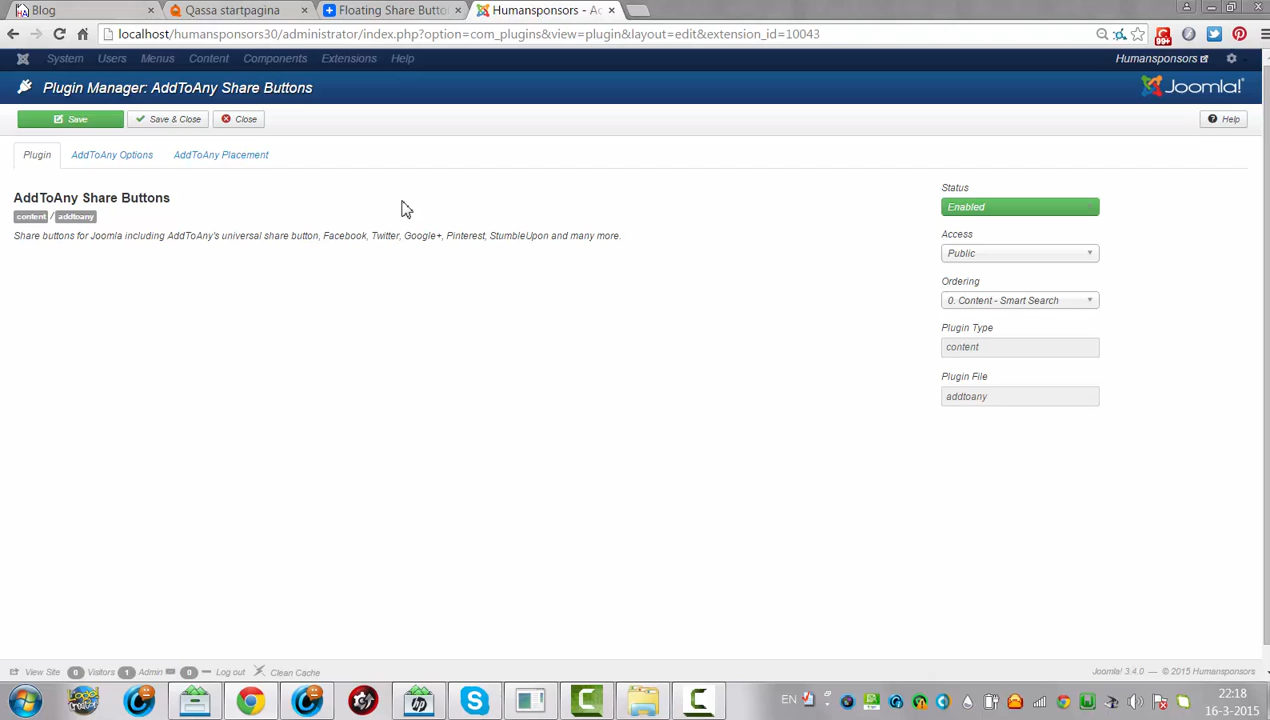 Blog
Qassa startpagina
Floating Share Butto
Humansponsors - Ac
localhost/humansponsors30/administrator/index.php?option=com_plugins&view=plugin&layout=edit&extension_id=10043
99+
System Users Menus Content Components Extensions Help
Humansponsors
Plugin Manager: AddToAny Share Buttons
Joomla!
Save
Save & Close
Close
Help
Plugin
AddToAny Options
AddToAny Placement
AddToAny Share Buttons
content / addtoany
Share buttons for Joomla including AddToAny's universal share button, Facebook, Twitter, Google+, Pinterest, StumbleUpon and many more.
Status
Enabled
Access
Public
Ordering
0. Content - Smart Search
Plugin Type
content
Plugin File
addtoany
View Site 0 Visitors 1 Admin 0 Log out Clean Cache
Joomla! 3.4.0 — © 2015 Humansponsors
EN
22:18
16-3-2015